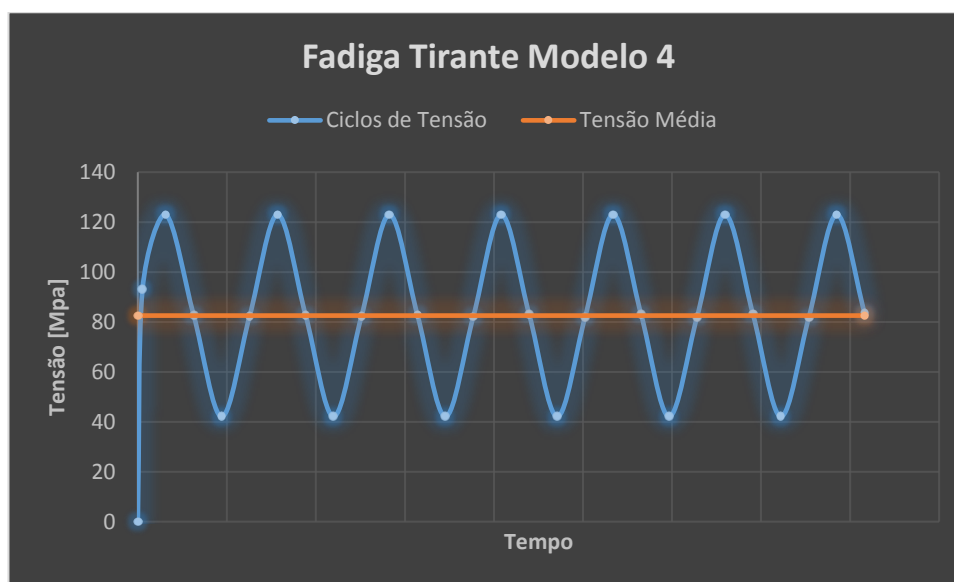 Fadiga Tirante Modelo 4
Ciclos de Tensão
Tensão Média
Tensão [Mpa]
140
120
100
80
60
40
20
0
Tempo